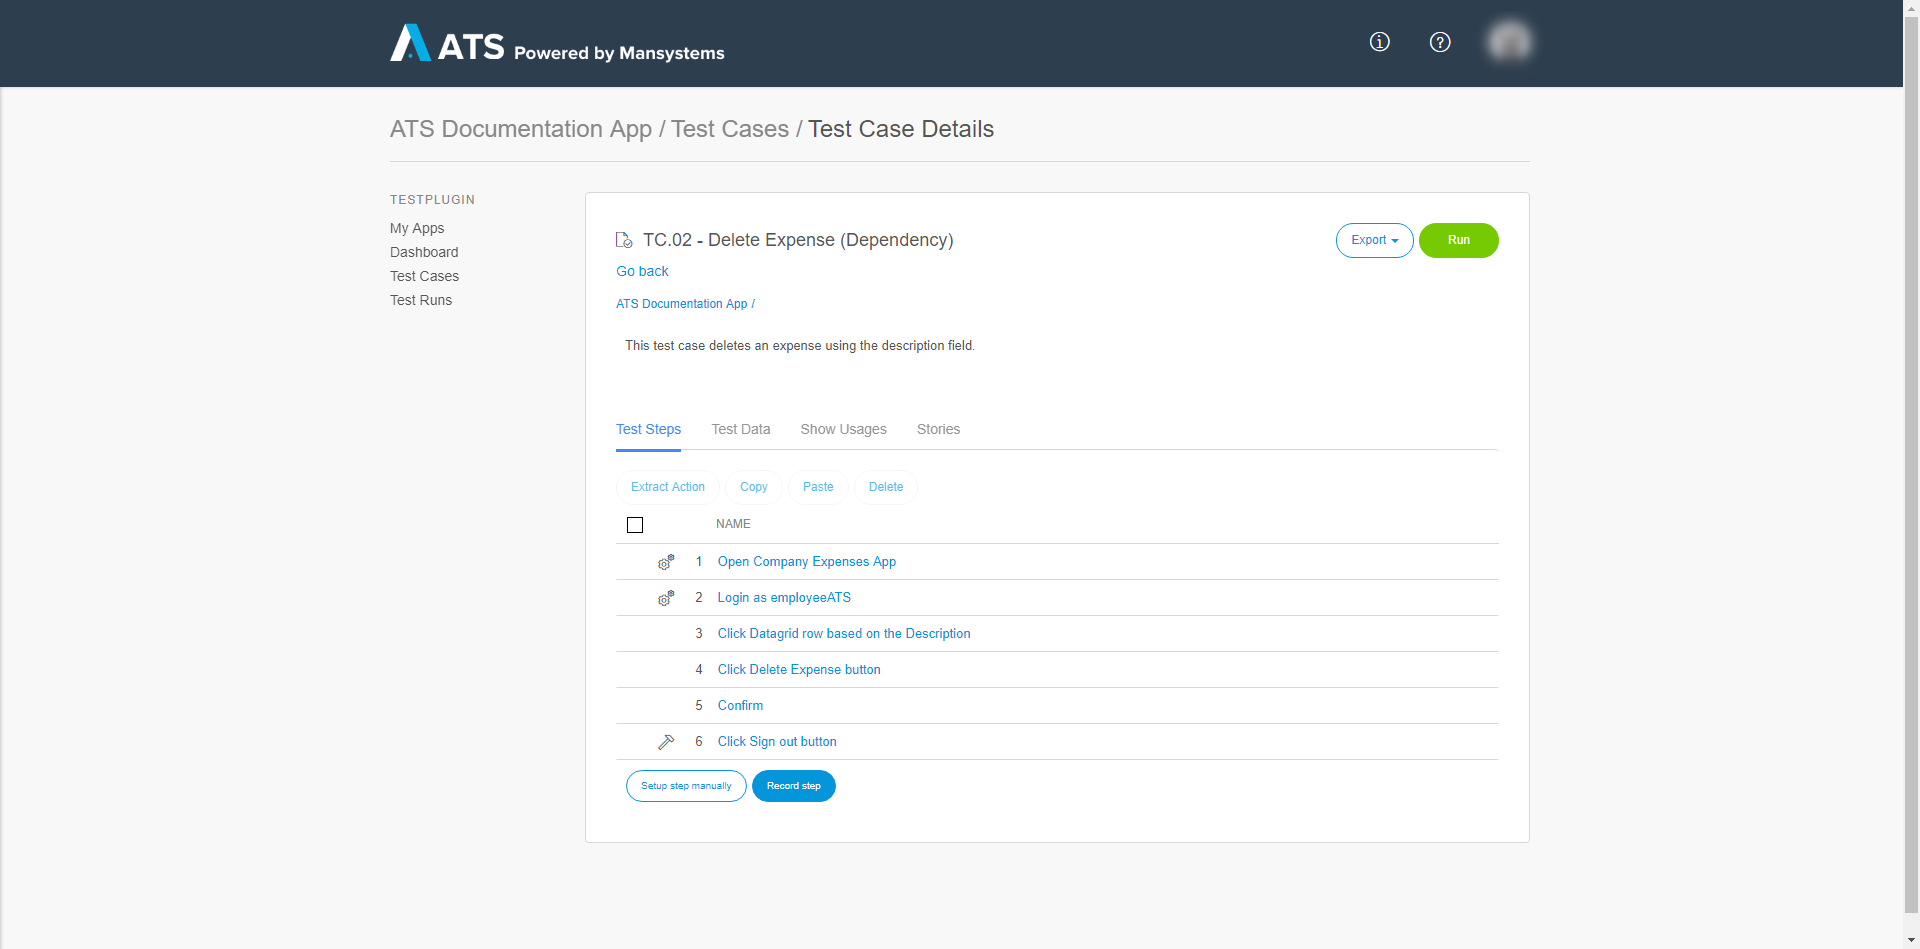 ATS Powered by Mansystems
ATS Documentation App / Test Cases / Test Case Details
TESTPLUGIN
My Apps
Dashboard
Test Cases
Test Runs
TC.02 - Delete Expense (Dependency)
Export
Run
Go back
ATS Documentation App /
This test case deletes an expense using the description field.
Test Steps Test Data Show Usages Stories
Extract Action Copy Paste Delete
NAME
1 Open Company Expenses App
2 Login as employeeATS
3 Click Datagrid row based on the Description
4 Click Delete Expense button
5 Confirm
6 Click Sign out button
Setup step manually Record step